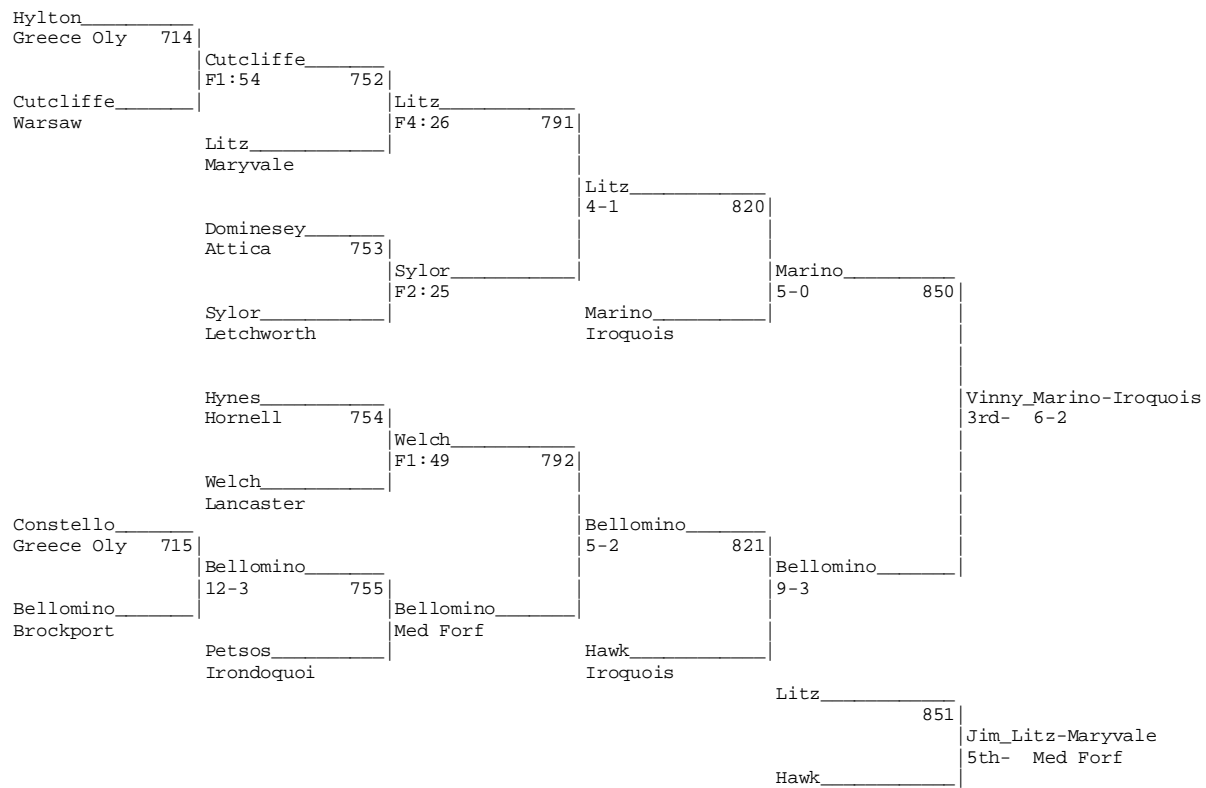 Hylton
Greece Oly 714
Cutcliffe
F1:54 752
Cutcliffe Litz
Warsaw F4:26 791
Litz
Maryvale
Litz
4-1 820
Dominesey
Attica 753
Sylor Marino
F2:25 5-0 850
Sylor Marino
Letchworth Iroquois
Hynes Vinny_Marino-Iroquois
Hornell 754 3rd- 6-2
Welch
F1:49 792
Welch
Lancaster
Constello Bellomino
Greece Oly 715 5-2 821
Bellomino Bellomino
12-3 755 9-3
Bellomino Bellomino
Brockport Med Forf
Petsos Hawk
Irondoquoi Iroquois
Litz
851
Jim_Litz-Maryvale
5th- Med Forf
Hawk